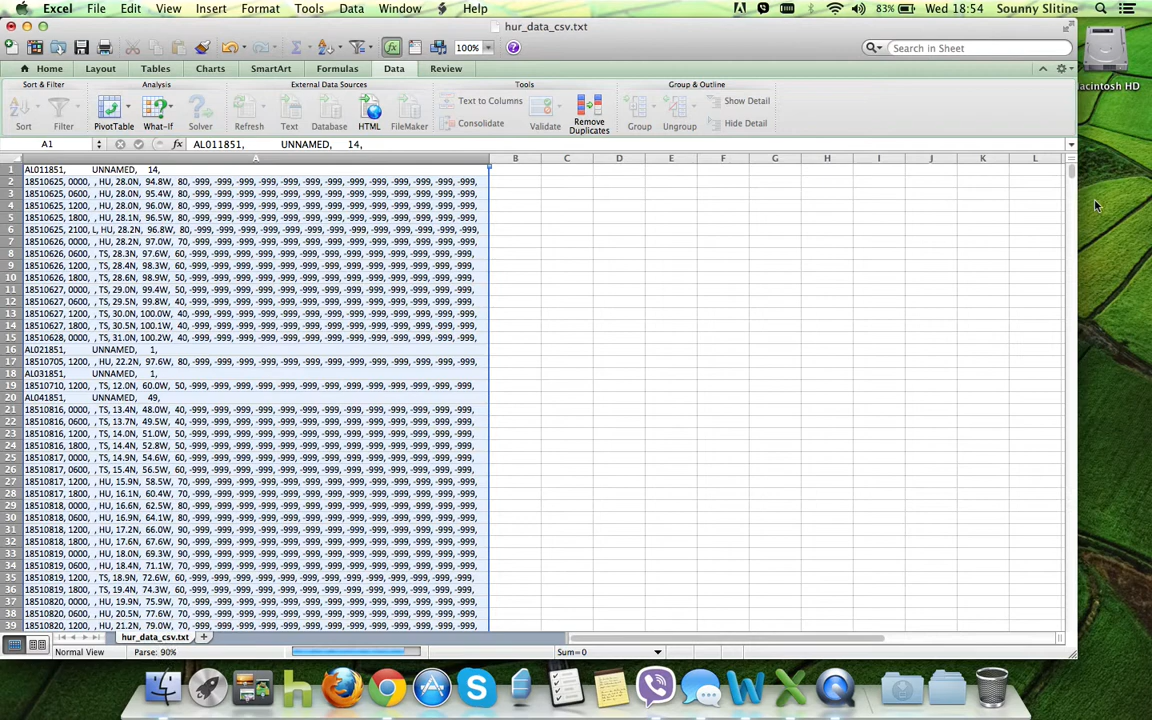 Excel File Edit View Insert Format Tools Data Window Help 83% Wed 18:54 Sounny Slitine
hur_data_csv.txt
100% Search in Sheet
Home Layout Tables Charts SmartArt Formulas Data Review
Sort & Filter Analysis External Data Sources Tools Group & Outline
Text to Columns Show Detail
Consolidate Hide Detail
Sort Filter PivotTable What-If Solver Refresh Text Database HTML FileMaker Validate Remove Duplicates Group Ungroup
A1 fx AL011851, UNNAMED, 14,
A B C D E F G H I J K L
1 AL011851, UNNAMED, 14,
2 18510625, 0000, , HU, 28.0N, 94.8W, 80, -999, -999, -999, -999, -999, -999, -999, -999, -999, -999, -999, -999,
3 18510625, 0600, , HU, 28.0N, 95.4W, 80, -999, -999, -999, -999, -999, -999, -999, -999, -999, -999, -999, -999,
4 18510625, 1200, , HU, 28.0N, 96.0W, 80, -999, -999, -999, -999, -999, -999, -999, -999, -999, -999, -999, -999,
5 18510625, 1800, , HU, 28.1N, 96.5W, 80, -999, -999, -999, -999, -999, -999, -999, -999, -999, -999, -999, -999,
6 18510625, 2100, L, HU, 28.2N, 96.8W, 80, -999, -999, -999, -999, -999, -999, -999, -999, -999, -999, -999, -999,
7 18510626, 0000, , HU, 28.2N, 97.0W, 70, -999, -999, -999, -999, -999, -999, -999, -999, -999, -999, -999, -999,
8 18510626, 0600, , TS, 28.3N, 97.6W, 60, -999, -999, -999, -999, -999, -999, -999, -999, -999, -999, -999, -999,
9 18510626, 1200, , TS, 28.4N, 98.3W, 60, -999, -999, -999, -999, -999, -999, -999, -999, -999, -999, -999, -999,
10 18510626, 1800, , TS, 28.6N, 98.9W, 50, -999, -999, -999, -999, -999, -999, -999, -999, -999, -999, -999, -999,
11 18510627, 0000, , TS, 29.0N, 99.4W, 50, -999, -999, -999, -999, -999, -999, -999, -999, -999, -999, -999, -999,
12 18510627, 0600, , TS, 29.5N, 99.8W, 40, -999, -999, -999, -999, -999, -999, -999, -999, -999, -999, -999, -999,
13 18510627, 1200, , TS, 30.0N, 100.0W, 40, -999, -999, -999, -999, -999, -999, -999, -999, -999, -999, -999, -999,
14 18510627, 1800, , TS, 30.5N, 100.1W, 40, -999, -999, -999, -999, -999, -999, -999, -999, -999, -999, -999, -999,
15 18510628, 0000, , TS, 31.0N, 100.2W, 40, -999, -999, -999, -999, -999, -999, -999, -999, -999, -999, -999, -999,
16 AL021851, UNNAMED, 1,
17 18510705, 1200, , HU, 22.2N, 97.6W, 80, -999, -999, -999, -999, -999, -999, -999, -999, -999, -999, -999, -999,
18 AL031851, UNNAMED, 1,
19 18510710, 1200, , TS, 12.0N, 60.0W, 50, -999, -999, -999, -999, -999, -999, -999, -999, -999, -999, -999, -999,
20 AL041851, UNNAMED, 49,
21 18510816, 0000, , TS, 13.4N, 48.0W, 40, -999, -999, -999, -999, -999, -999, -999, -999, -999, -999, -999, -999,
22 18510816, 0600, , TS, 13.7N, 49.5W, 40, -999, -999, -999, -999, -999, -999, -999, -999, -999, -999, -999, -999,
23 18510816, 1200, , TS, 14.0N, 51.0W, 50, -999, -999, -999, -999, -999, -999, -999, -999, -999, -999, -999, -999,
24 18510816, 1800, , TS, 14.4N, 52.8W, 50, -999, -999, -999, -999, -999, -999, -999, -999, -999, -999, -999, -999,
25 18510817, 0000, , TS, 14.9N, 54.6W, 60, -999, -999, -999, -999, -999, -999, -999, -999, -999, -999, -999, -999,
26 18510817, 0600, , TS, 15.4N, 56.5W, 60, -999, -999, -999, -999, -999, -999, -999, -999, -999, -999, -999, -999,
27 18510817, 1200, , HU, 15.9N, 58.5W, 70, -999, -999, -999, -999, -999, -999, -999, -999, -999, -999, -999, -999,
28 18510817, 1800, , HU, 16.1N, 60.4W, 70, -999, -999, -999, -999, -999, -999, -999, -999, -999, -999, -999, -999,
29 18510818, 0000, , HU, 16.6N, 62.5W, 80, -999, -999, -999, -999, -999, -999, -999, -999, -999, -999, -999, -999,
30 18510818, 0600, , HU, 16.9N, 64.1W, 80, -999, -999, -999, -999, -999, -999, -999, -999, -999, -999, -999, -999,
31 18510818, 1200, , HU, 17.2N, 66.0W, 90, -999, -999, -999, -999, -999, -999, -999, -999, -999, -999, -999, -999,
32 18510818, 1800, , HU, 17.6N, 67.6W, 90, -999, -999, -999, -999, -999, -999, -999, -999, -999, -999, -999, -999,
33 18510819, 0000, , HU, 18.0N, 69.3W, 90, -999, -999, -999, -999, -999, -999, -999, -999, -999, -999, -999, -999,
34 18510819, 0600, , HU, 18.4N, 71.1W, 70, -999, -999, -999, -999, -999, -999, -999, -999, -999, -999, -999, -999,
35 18510819, 1200, , TS, 18.9N, 72.6W, 60, -999, -999, -999, -999, -999, -999, -999, -999, -999, -999, -999, -999,
36 18510819, 1800, , TS, 19.4N, 74.3W, 60, -999, -999, -999, -999, -999, -999, -999, -999, -999, -999, -999, -999,
37 18510820, 0000, , HU, 19.9N, 75.9W, 70, -999, -999, -999, -999, -999, -999, -999, -999, -999, -999, -999, -999,
38 18510820, 0600, , HU, 20.5N, 77.6W, 70, -999, -999, -999, -999, -999, -999, -999, -999, -999, -999, -999, -999,
39 18510820, 1200, , HU, 21.2N, 79.0W, 70, -999, -999, -999, -999, -999, -999, -999, -999, -999, -999, -999, -999,
hur_data_csv.txt
Normal View Parse: 90% Sum=0
acintosh HD